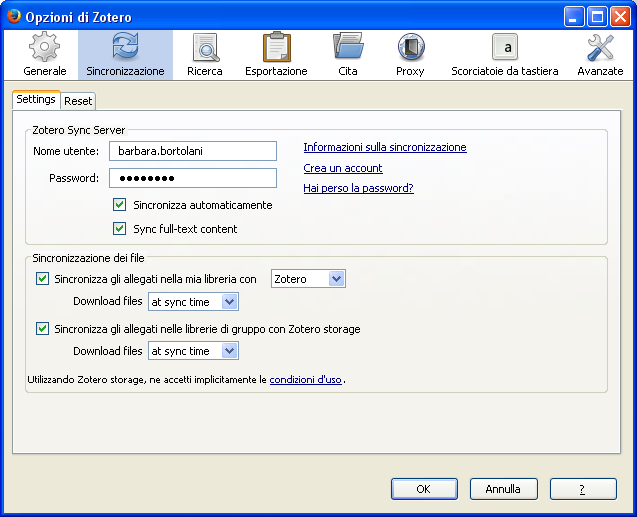 Opzioni di Zotero
Generale Sincronizzazione Ricerca Esportazione Cita Proxy a Scorciatoie da tastiera Avanzate
Settings Reset
Zotero Sync Server
Nome utente: barbara.bortolani Informazioni sulla sincronizzazione
Crea un account
Password: ●●●●●●●● Hai perso la password?
Sincronizza automaticamente
Sync full-text content
Sincronizzazione dei file
Sincronizza gli allegati nella mia libreria con Zotero
Download files at sync time
Sincronizza gli allegati nelle librerie di gruppo con Zotero storage
Download files at sync time
Utilizzando Zotero storage, ne accetti implicitamente le condizioni d'uso.
OK Annulla ?